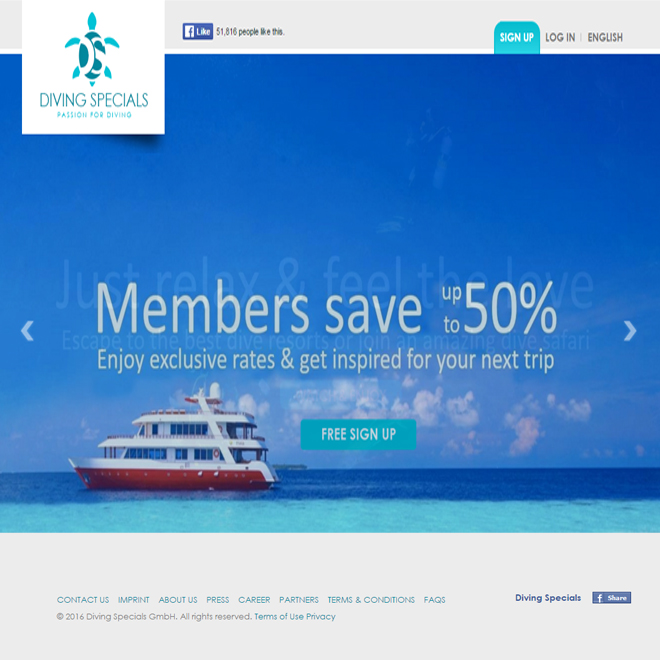 DS
DIVING SPECIALS
PASSION FOR DIVING
Like 51,816 people like this.
SIGN UP LOG IN | ENGLISH
Just relax & feel the love
Members save up to 50%
Escape to the best dive resorts or join an amazing dive safari
Enjoy exclusive rates & get inspired for your next trip
FREE SIGN UP
CONTACT US IMPRINT ABOUT US PRESS CAREER PARTNERS TERMS & CONDITIONS FAQS
Diving Specials f Share
© 2016 Diving Specials GmbH. All rights reserved. Terms of Use Privacy